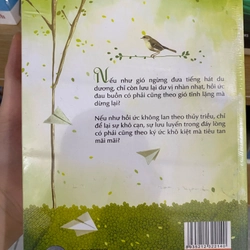 Nếu như gió ngừng đưa tiếng hát du
dương, chỉ còn lưu lại dư vị nhàn nhạt, hồi ức
đau buồn có phải cũng theo gió tĩnh lặng mà
dừng lại?
Nếu như hồi ức không lan theo thủy triều, chỉ
để lại sự khô cạn, sự lưu luyến trong đáy lòng
có phải cũng theo ký ức khô kiệt mà tiêu tan
mãi mãi?